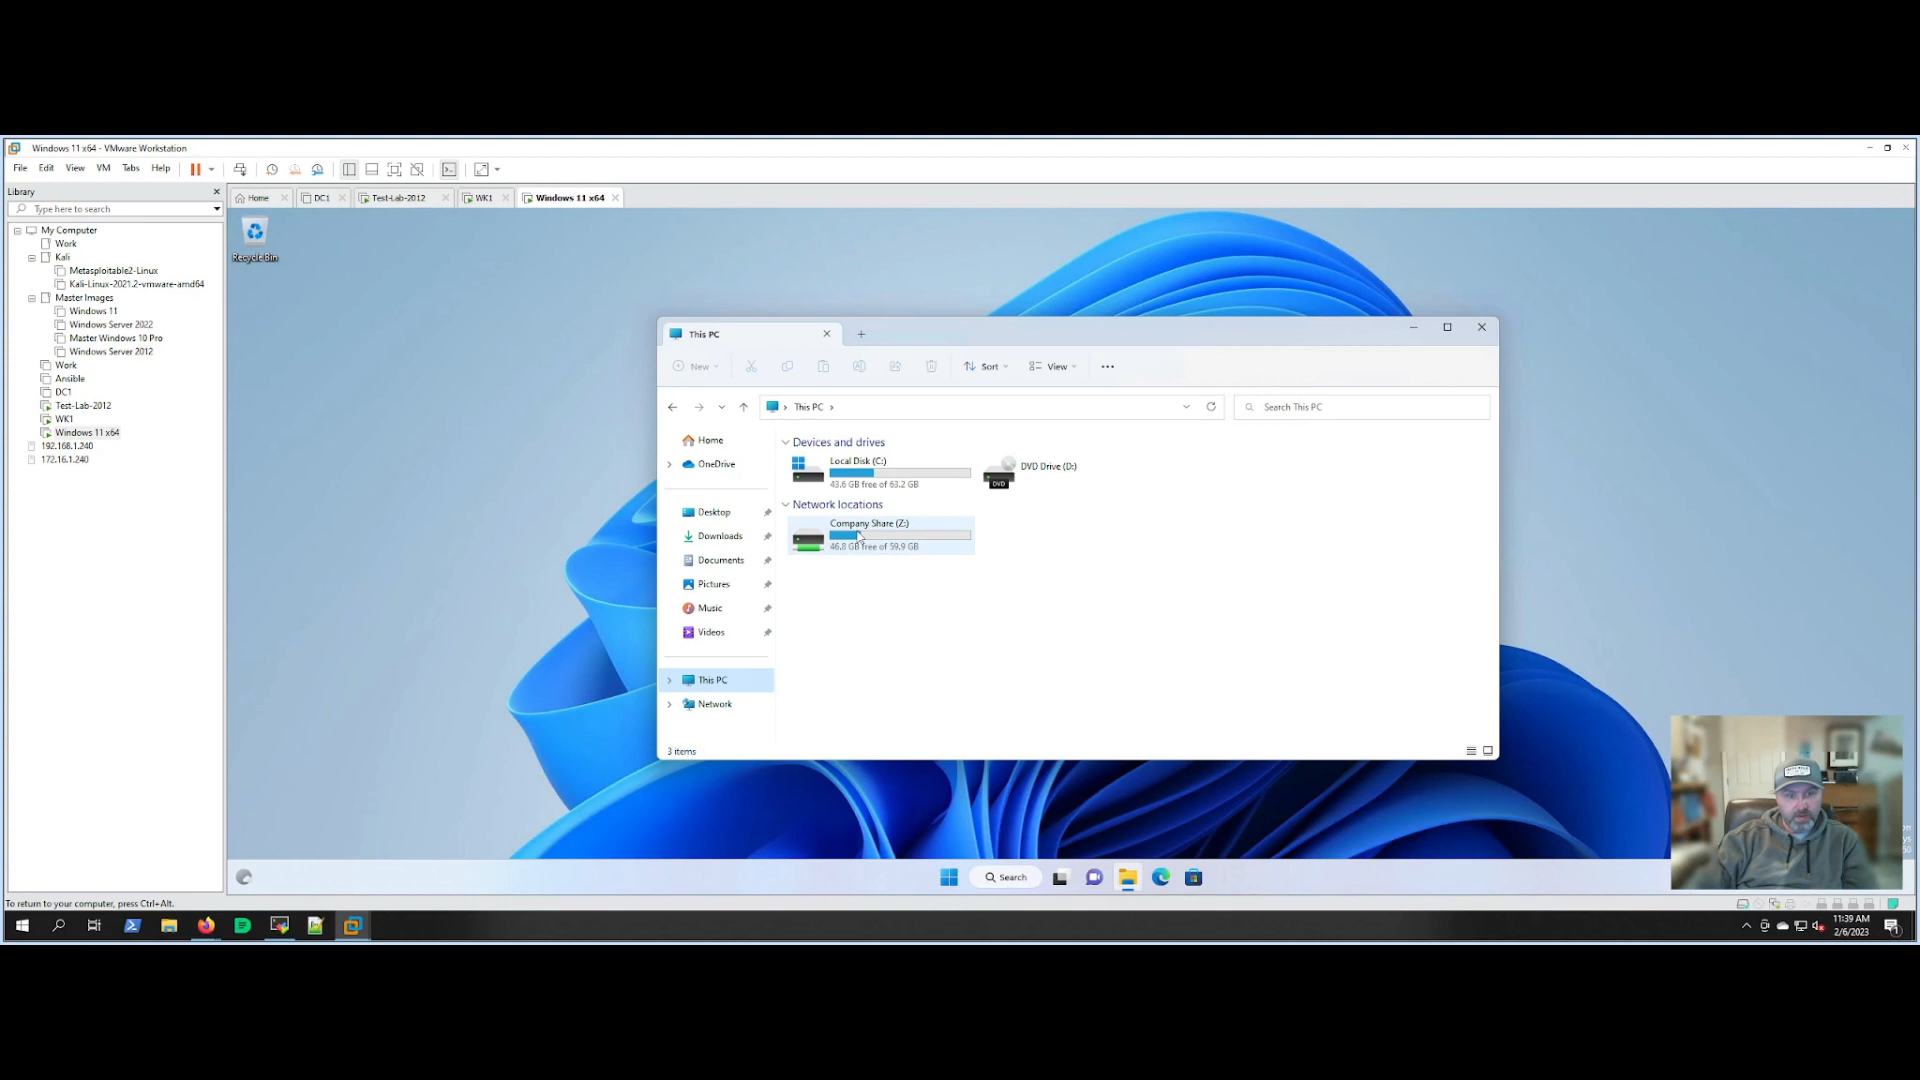 Windows 11 x64 - VMware Workstation
File Edit View VM Tabs Help
Library
Type here to search
My Computer
Work
Kali
Metasploitable2-Linux
Kali-Linux-2021.2-vmware-amd64
Master Images
Windows 11
Windows Server 2022
Master Windows 10 Pro
Windows Server 2012
Work
Ansible
DC1
Test-Lab-2012
WK1
Windows 11 x64
192.168.1.240
172.16.1.240
Home DC1 Test-Lab-2012 WK1 Windows 11 x64
Recycle Bin
This PC
New Sort View
This PC
Search This PC
Home
OneDrive
Desktop
Downloads
Documents
Pictures
Music
Videos
This PC
Network
Devices and drives
Local Disk (C:)
43.6 GB free of 63.2 GB
DVD Drive (D:)
DVD
Network locations
Company Share (Z:)
46.8 GB free of 59.9 GB
3 items
Search
To return to your computer, press Ctrl+Alt.
11:39 AM
2/6/2023
1